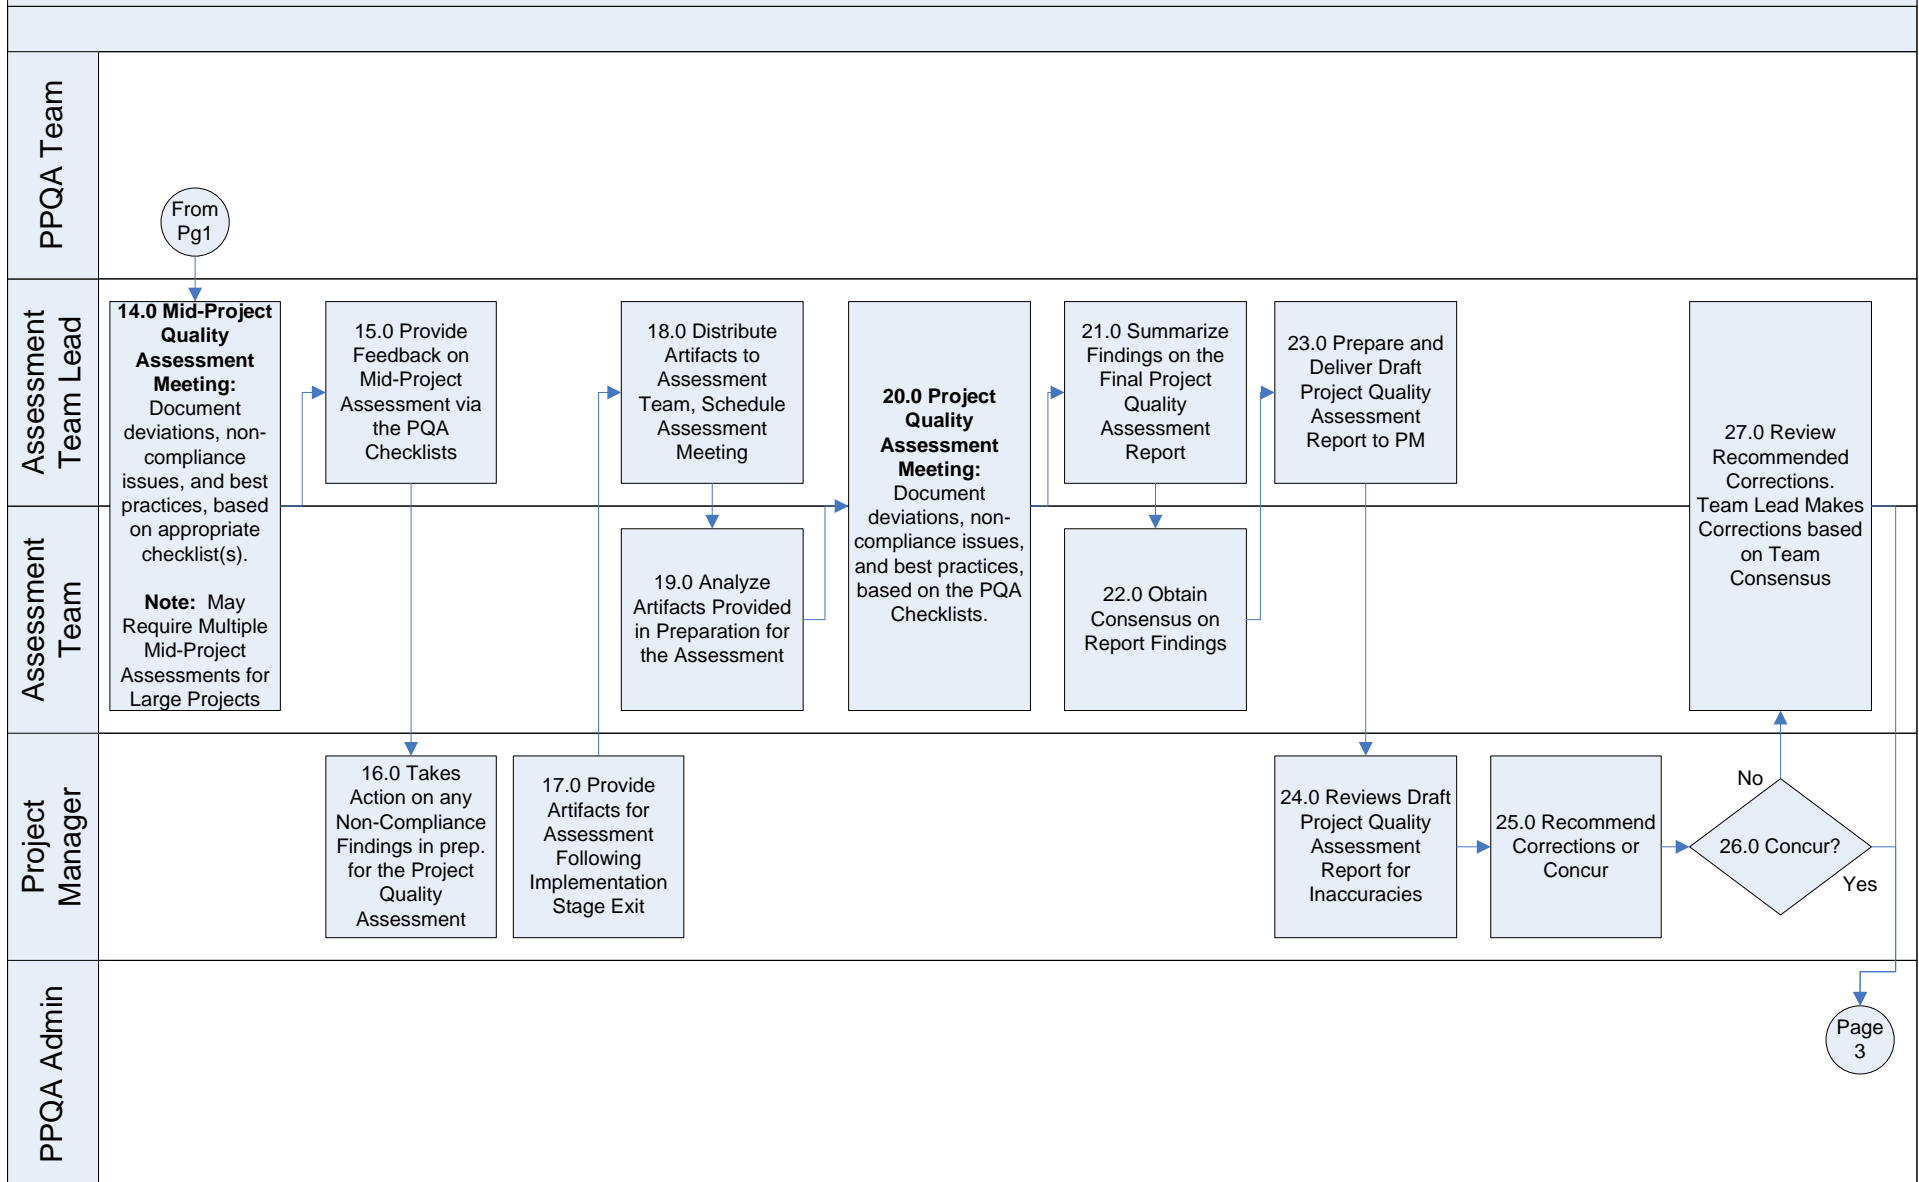 PPQA Team
From
Pg1
Assessment
Team Lead
14.0 Mid-Project
Quality
Assessment
Meeting:
Document
deviations, non-
compliance
issues, and best
practices, based
on appropriate
checklist(s).
Note: May
Require Multiple
Mid-Project
Assessments for
Large Projects
15.0 Provide
Feedback on
Mid-Project
Assessment via
the PQA
Checklists
18.0 Distribute
Artifacts to
Assessment
Team, Schedule
Assessment
Meeting
20.0 Project
Quality
Assessment
Meeting:
Document
deviations, non-
compliance issues,
and best practices,
based on the PQA
Checklists.
21.0 Summarize
Findings on the
Final Project
Quality
Assessment
Report
23.0 Prepare and
Deliver Draft
Project Quality
Assessment
Report to PM
27.0 Review
Recommended
Corrections.
Team Lead Makes
Corrections based
on Team
Consensus
Assessment
Team
19.0 Analyze
Artifacts Provided
in Preparation for
the Assessment
22.0 Obtain
Consensus on
Report Findings
Project
Manager
16.0 Takes
Action on any
Non-Compliance
Findings in prep.
for the Project
Quality
Assessment
17.0 Provide
Artifacts for
Assessment
Following
Implementation
Stage Exit
24.0 Reviews Draft
Project Quality
Assessment
Report for
Inaccuracies
25.0 Recommend
Corrections or
Concur
No
26.0 Concur?
Yes
PPQA Admin
Page
3